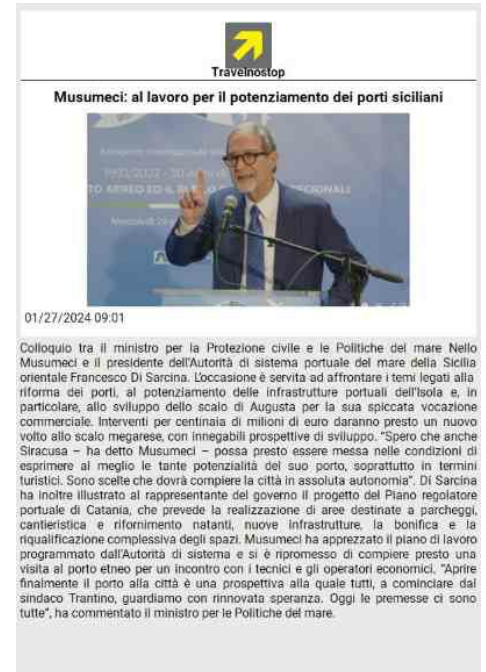 Travelnostop
Musumeci: al lavoro per il potenziamento dei porti siciliani
01/27/2024 09:01
Colloquio tra il ministro per la Protezione civile e le Politiche del mare Nello
Musumeci e il presidente dell'Autorità di sistema portuale del mare della Sicilia
orientale Francesco Di Sarcina. L'occasione è servita ad affrontare i temi legati alla
riforma dei porti, al potenziamento delle infrastrutture portuali dell'Isola e, in
particolare, allo sviluppo dello scalo di Augusta per la sua spiccata vocazione
commerciale. Interventi per centinaia di milioni di euro daranno presto un nuovo
volto allo scalo megarese, con innegabili prospettive di sviluppo. "Spero che anche
Siracusa – ha detto Musumeci – possa presto essere messa nelle condizioni di
esprimere al meglio le tante potenzialità del suo porto, soprattutto in termini
turistici. Sono scelte che dovrà compiere la città in assoluta autonomia". Di Sarcina
ha inoltre illustrato al rappresentante del governo il progetto del Piano regolatore
portuale di Catania, che prevede la realizzazione di aree destinate a parcheggi,
cantieristica e rifornimento natanti, nuove infrastrutture, la bonifica e la
riqualificazione complessiva degli spazi. Musumeci ha apprezzato il piano di lavoro
programmato dall'Autorità di sistema e si è ripromesso di compiere presto una
visita al porto etneo per un incontro con i tecnici e gli operatori economici. "Aprire
finalmente il porto alla città è una prospettiva alla quale tutti, a cominciare dal
sindaco Trantino, guardiamo con rinnovata speranza. Oggi le premesse ci sono
tutte", ha commentato il ministro per le Politiche del mare.